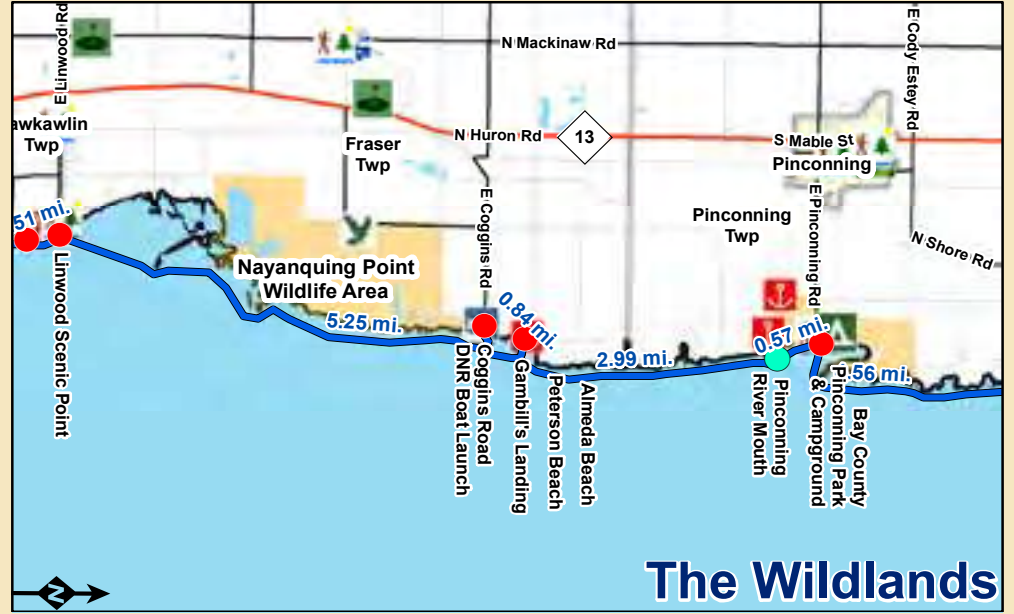 E Linwood Rd
N Mackinaw Rd
E Cody Estey Rd
awkawlin
Twp
Fraser
Twp
N Huron Rd
13
S Mable St
Pinconning
E Coggins Rd
E Pinconning Rd
Pinconning
Twp
N Shore Rd
51 mi.
Linwood Scenic Point
Nayanquing Point
Wildlife Area
5.25 mi.
0.84 mi.
2.99 mi.
0.57 mi.
.56 mi.
Coggins Road
DNR Boat Launch
Gambill's Landing
Peterson Beach
Almeda Beach
Pinconning
River Mouth
Bay County
Pinconning Park
& Campground
N
The Wildlands